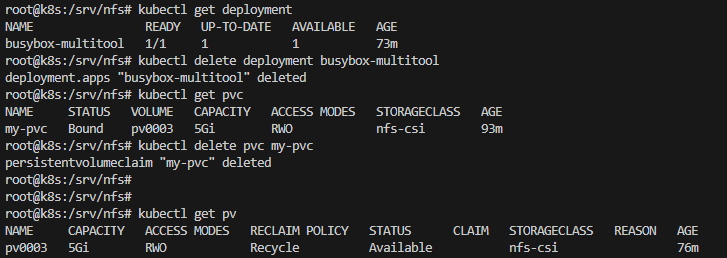 root@k8s:/srv/nfs# kubectl get deployment
NAME                READY   UP-TO-DATE   AVAILABLE   AGE
busybox-multitool   1/1     1            1           73m
root@k8s:/srv/nfs# kubectl delete deployment busybox-multitool
deployment.apps "busybox-multitool" deleted
root@k8s:/srv/nfs# kubectl get pvc
NAME     STATUS   VOLUME   CAPACITY   ACCESS MODES   STORAGECLASS   AGE
my-pvc   Bound    pv0003   5Gi        RWO            nfs-csi        93m
root@k8s:/srv/nfs# kubectl delete pvc my-pvc
persistentvolumeclaim "my-pvc" deleted
root@k8s:/srv/nfs#
root@k8s:/srv/nfs#
root@k8s:/srv/nfs# kubectl get pv
NAME     CAPACITY   ACCESS MODES   RECLAIM POLICY   STATUS      CLAIM   STORAGECLASS   REASON   AGE
pv0003   5Gi        RWO            Recycle          Available           nfs-csi                 76m